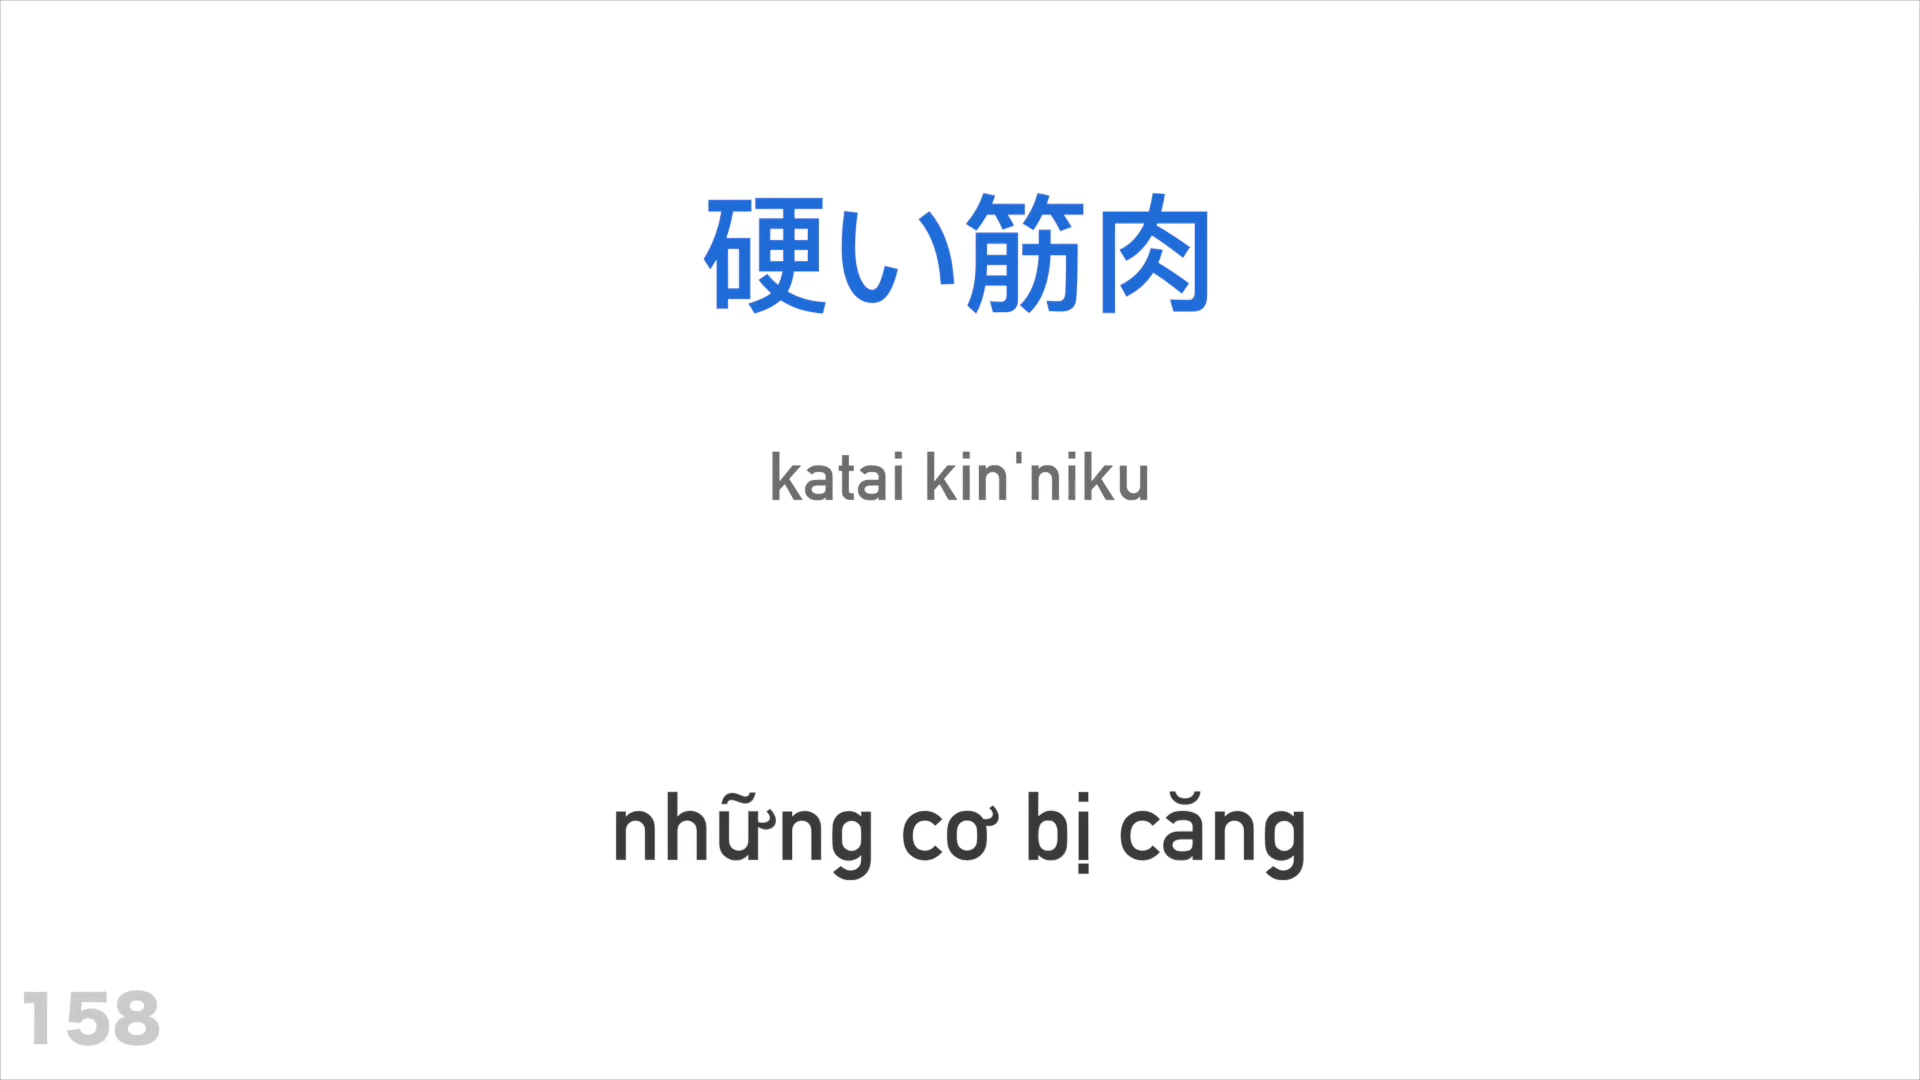 硬い筋肉
katai kin'niku
những cơ bị căng
158